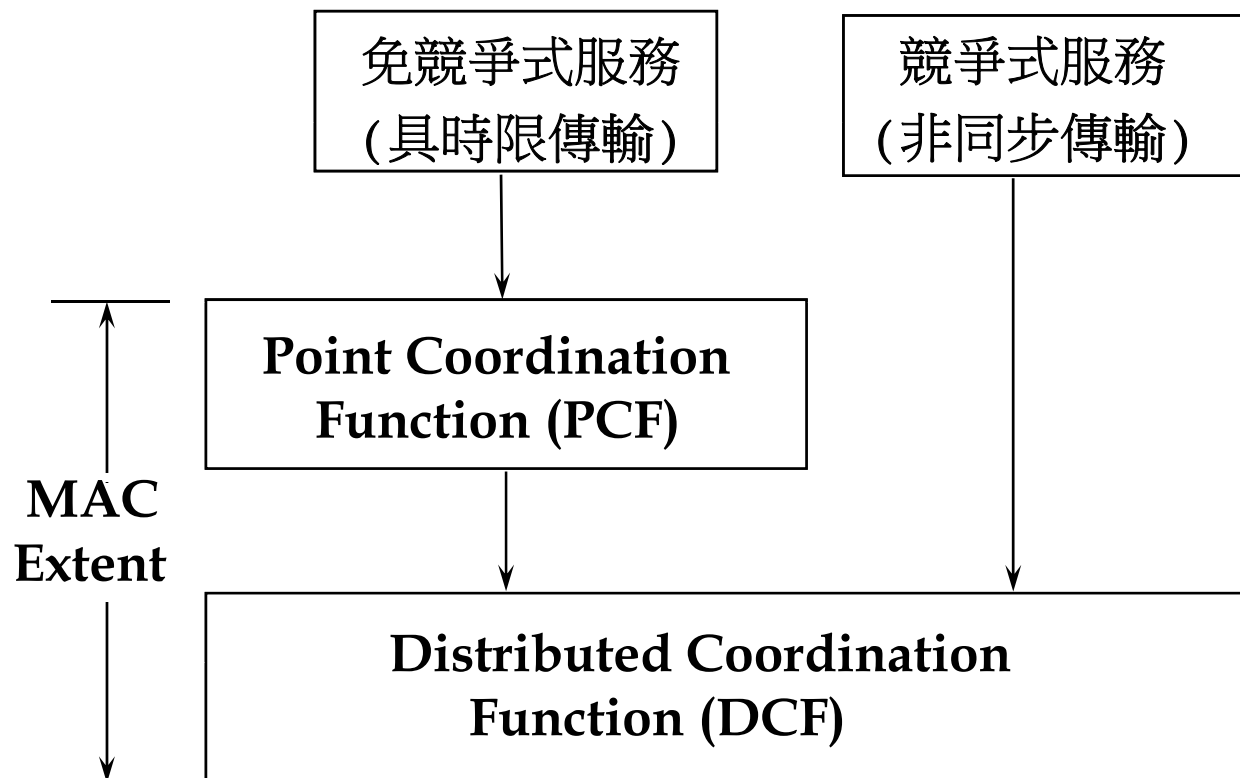 免競爭式服務
(具時限傳輸)
競爭式服務
(非同步傳輸)
Point Coordination
Function (PCF)
MAC
Extent
Distributed Coordination
Function (DCF)